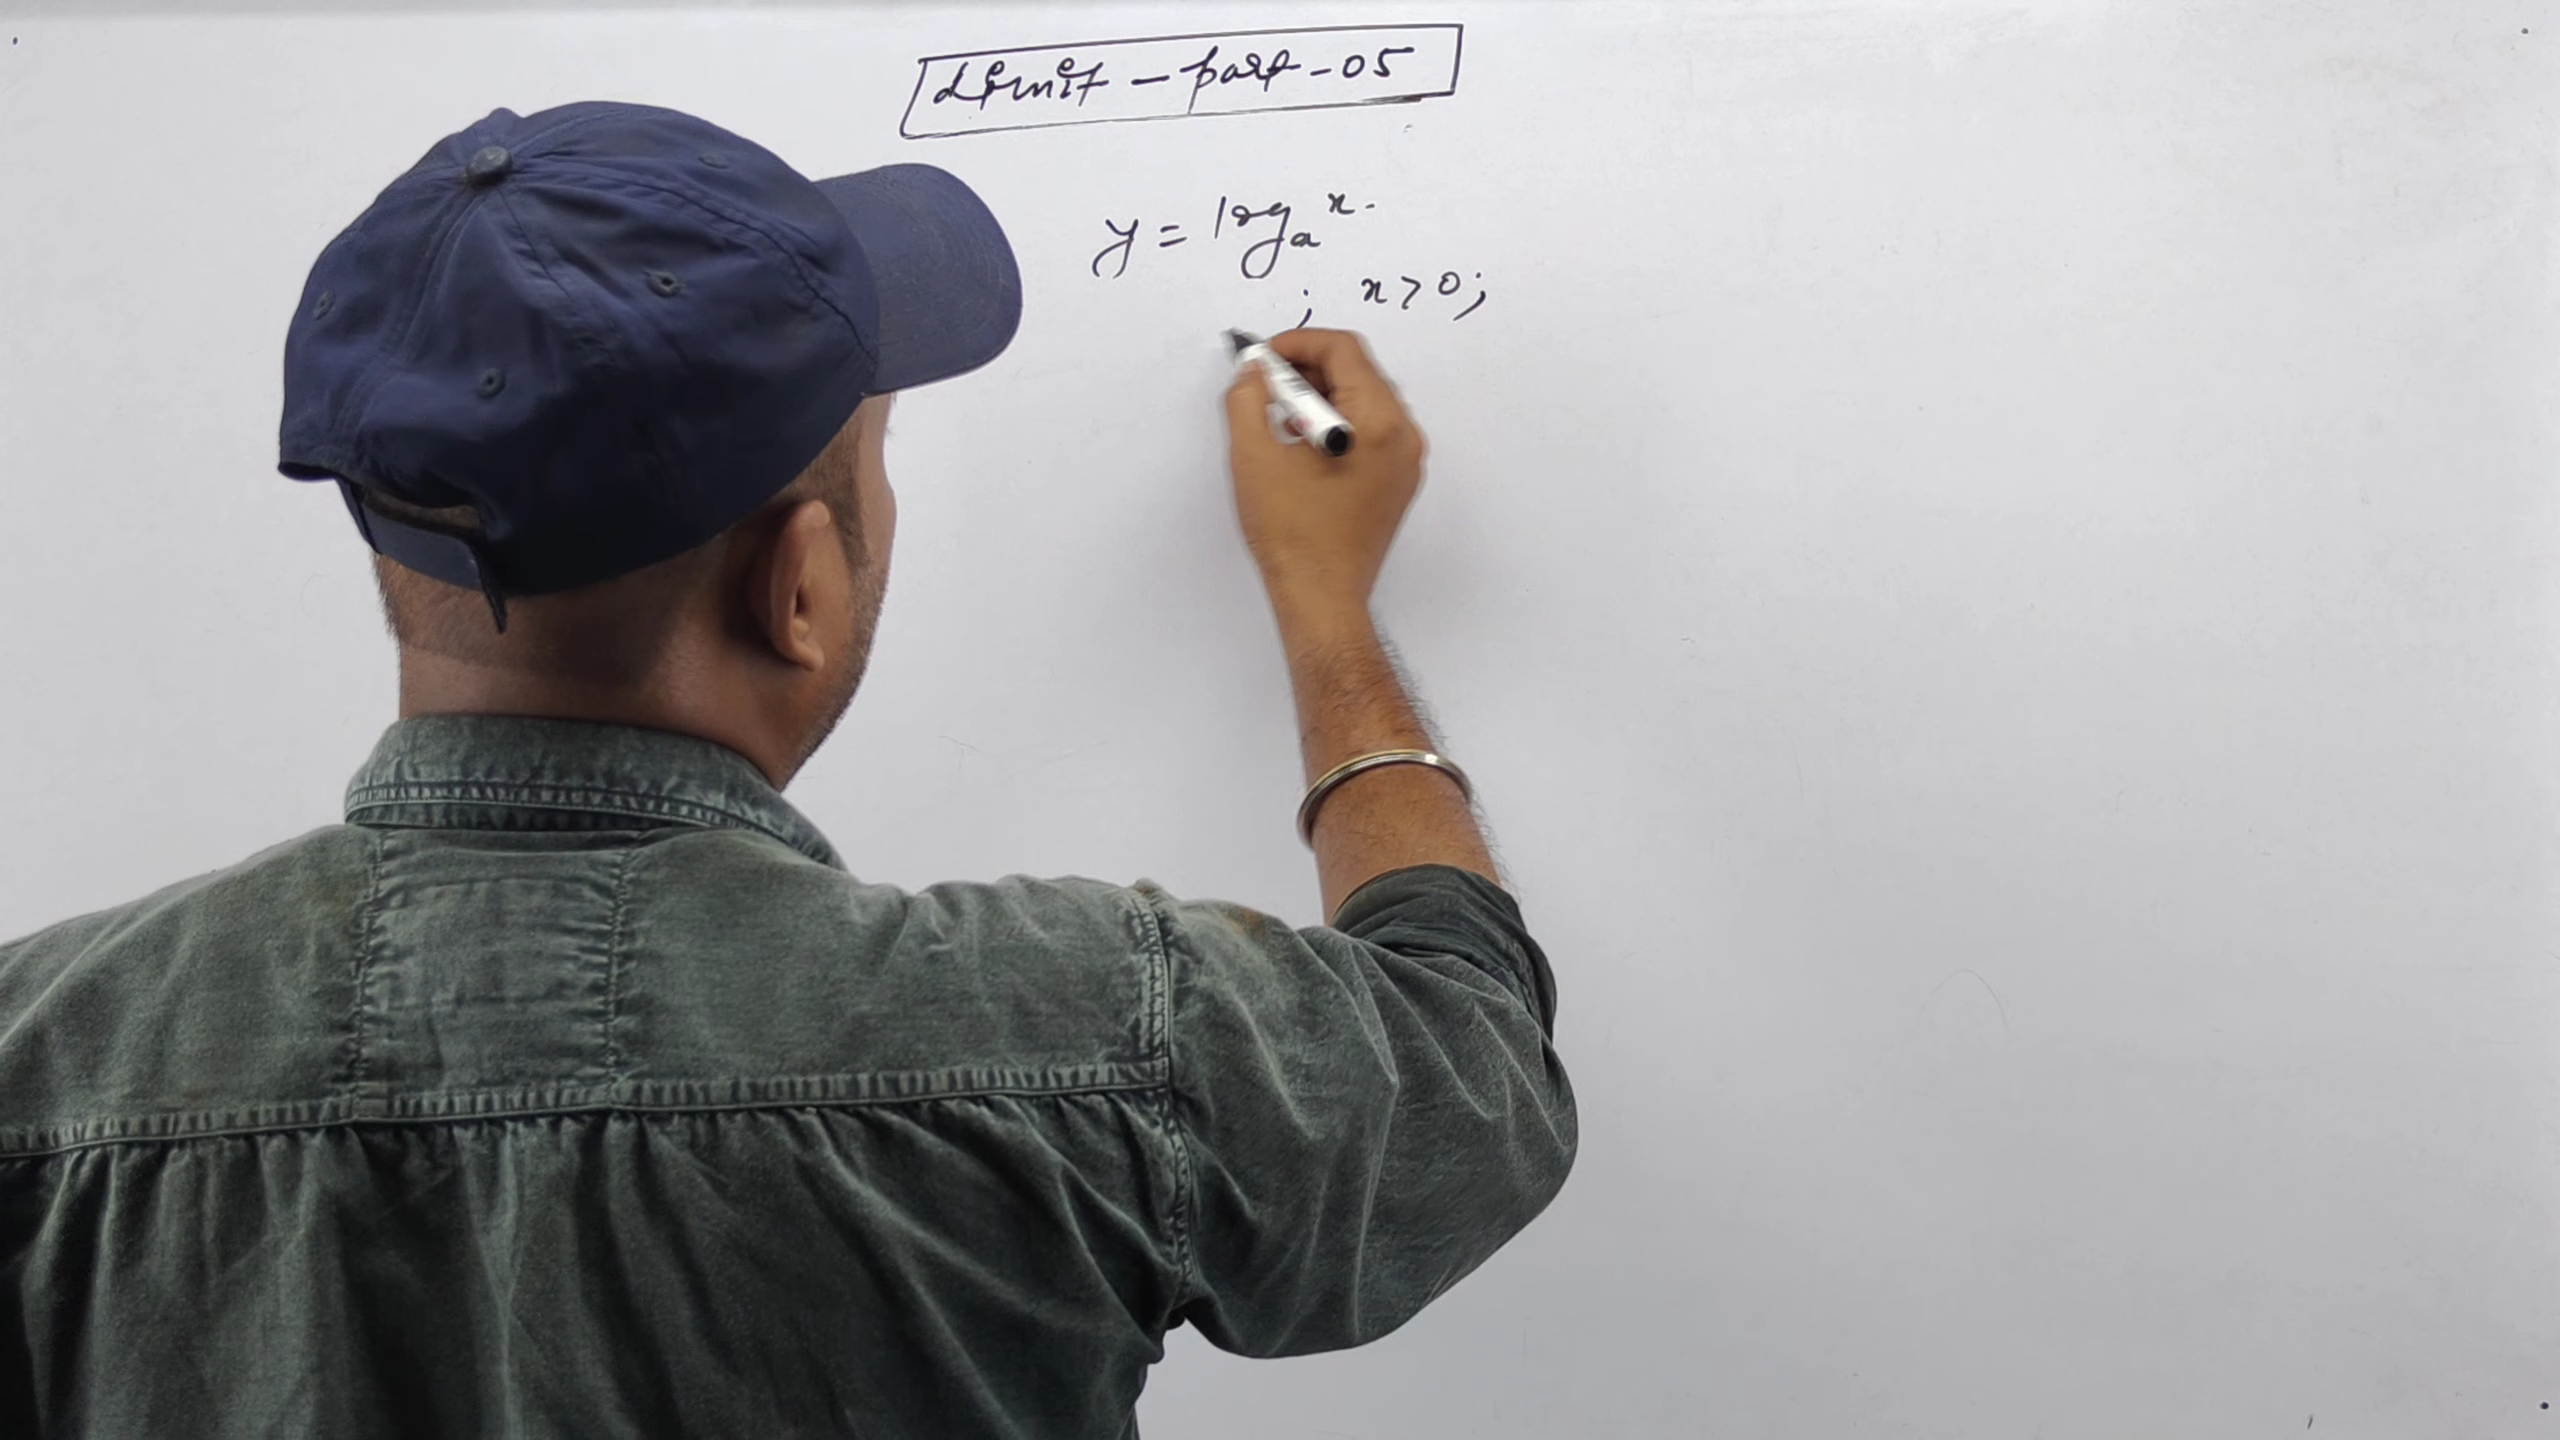 Limit - part - 05
y = logₐ x.
; x > 0;